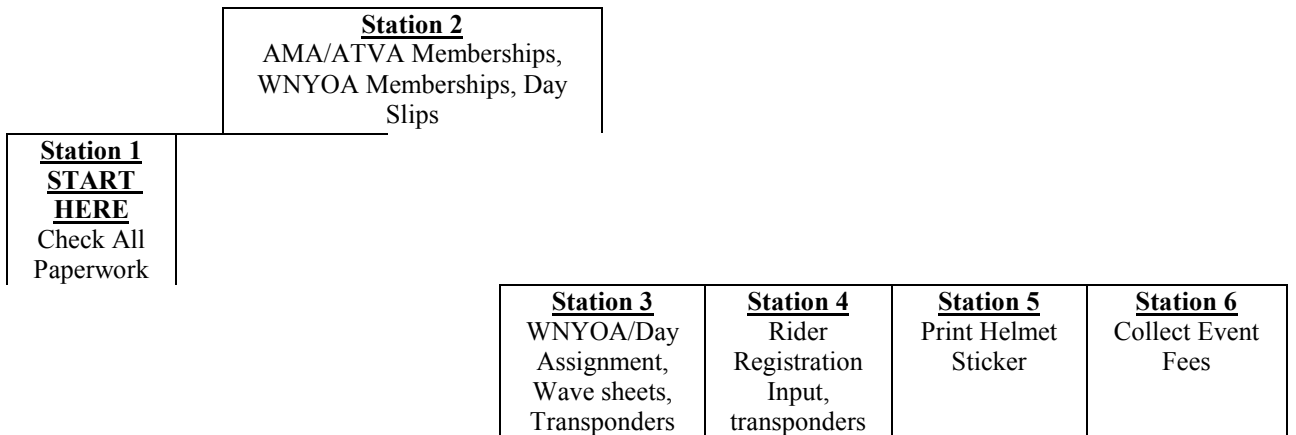 Station 2
AMA/ATVA Memberships,
WNYOA Memberships, Day
Slips
Station 1
START
HERE
Check All
Paperwork
Station 3
WNYOA/Day
Assignment,
Wave sheets,
Transponders
Station 4
Rider
Registration
Input,
transponders
Station 5
Print Helmet
Sticker
Station 6
Collect Event
Fees